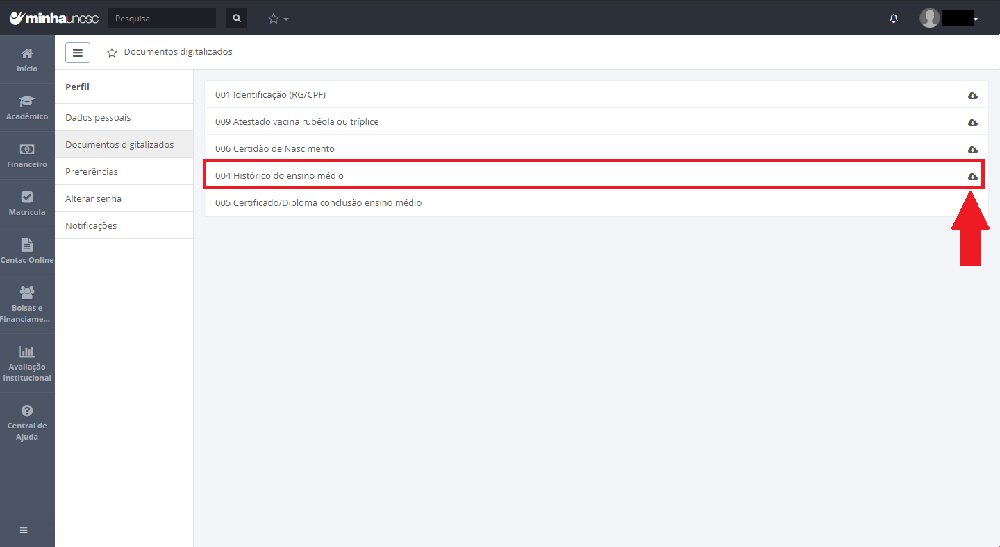 minhaunesc
Pesquisa
Início
Acadêmico
Financeiro
Matrícula
Centac Online
Bolsas e
Financiame...
Avaliação
Institucional
Central de
Ajuda
Documentos digitalizados
Perfil
Dados pessoais
Documentos digitalizados
Preferências
Alterar senha
Notificações
001 Identificação (RG/CPF)
009 Atestado vacina rubéola ou tríplice
006 Certidão de Nascimento
004 Histórico do ensino médio
005 Certificado/Diploma conclusão ensino médio